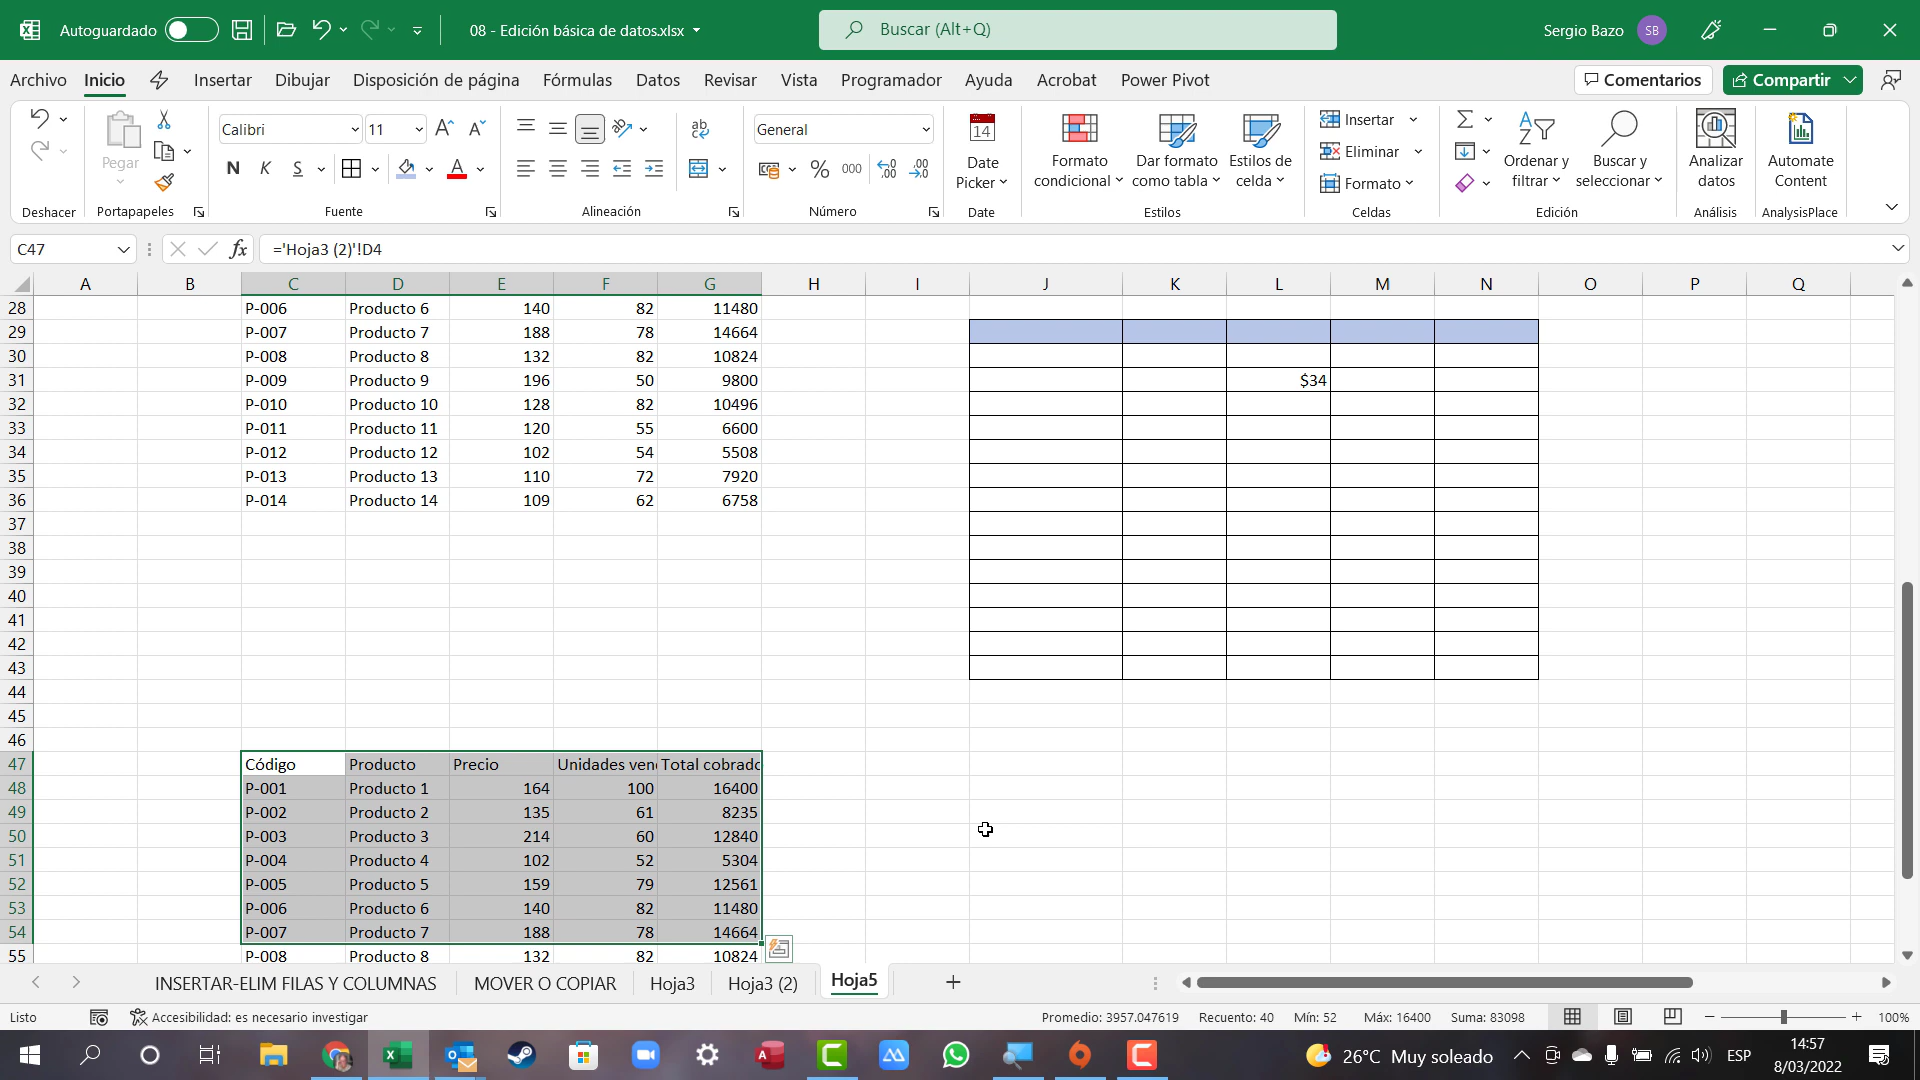 Autoguardado
08 - Edición básica de datos.xlsx
Buscar (Alt+Q)
Sergio Bazo
SB
Archivo
Inicio
Insertar
Dibujar
Disposición de página
Fórmulas
Datos
Revisar
Vista
Programador
Ayuda
Acrobat
Power Pivot
Comentarios
Compartir
Pegar
Calibri
11
N
K
S
ab
General
%
000
14
Date
Picker
Formato
condicional
Dar formato
como tabla
Estilos de
celda
Insertar
Eliminar
Formato
Ordenar y
filtrar
Buscar y
seleccionar
Analizar
datos
Automate
Content
Deshacer
Portapapeles
Fuente
Alineación
Número
Date
Estilos
Celdas
Edición
Análisis
AnalysisPlace
C47
fx
='Hoja3 (2)'!D4
A B C D E F G H I J K L M N O P Q
28 P-006 Producto 6 140 82 11480
29 P-007 Producto 7 188 78 14664
30 P-008 Producto 8 132 82 10824
31 P-009 Producto 9 196 50 9800 $34
32 P-010 Producto 10 128 82 10496
33 P-011 Producto 11 120 55 6600
34 P-012 Producto 12 102 54 5508
35 P-013 Producto 13 110 72 7920
36 P-014 Producto 14 109 62 6758
37
38
39
40
41
42
43
44
45
46
47 Código Producto Precio Unidades ven Total cobrado
48 P-001 Producto 1 164 100 16400
49 P-002 Producto 2 135 61 8235
50 P-003 Producto 3 214 60 12840
51 P-004 Producto 4 102 52 5304
52 P-005 Producto 5 159 79 12561
53 P-006 Producto 6 140 82 11480
54 P-007 Producto 7 188 78 14664
55 P-008 Producto 8 132 82 10824
INSERTAR-ELIM FILAS Y COLUMNAS
MOVER O COPIAR
Hoja3
Hoja3 (2)
Hoja5
Listo
Accesibilidad: es necesario investigar
Promedio: 3957.047619
Recuento: 40
Mín: 52
Máx: 16400
Suma: 83098
100%
26°C Muy soleado
ESP
14:57
8/03/2022